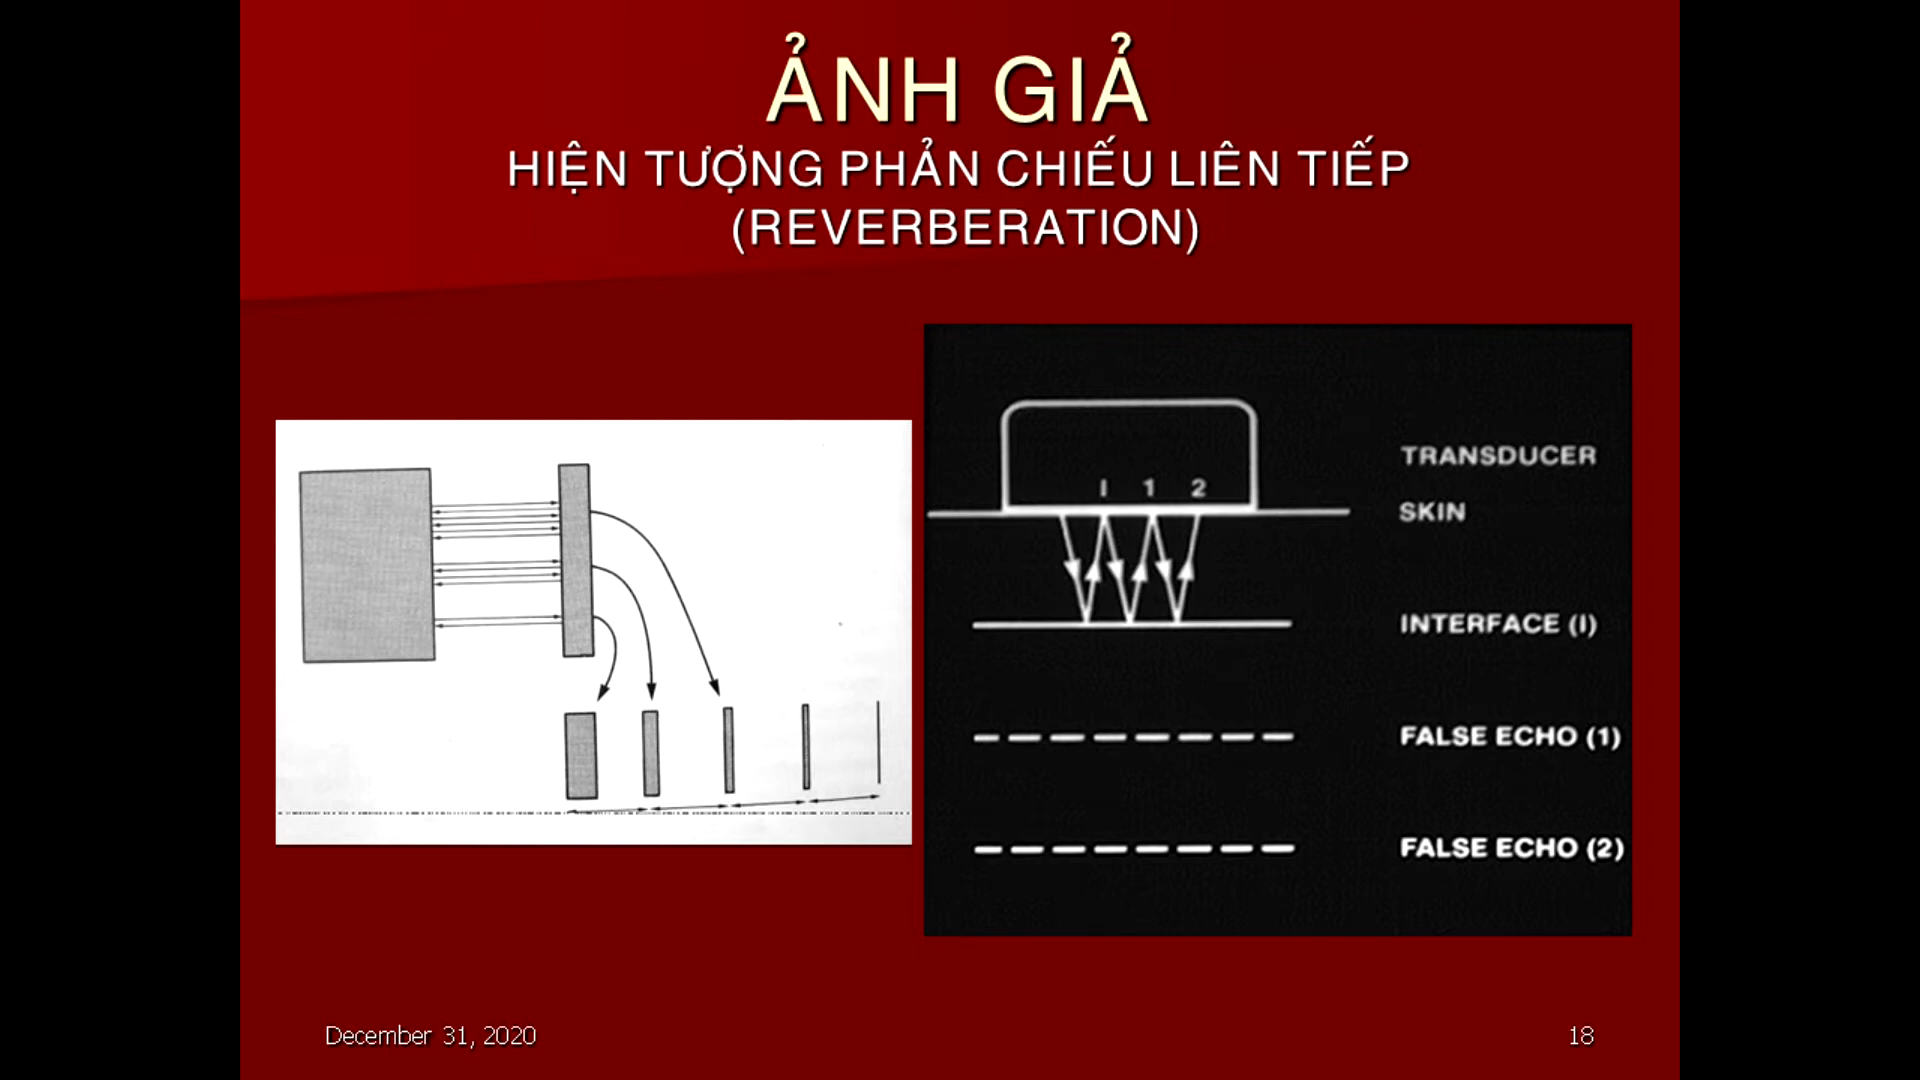 ẢNH GIẢ
HIỆN TƯỢNG PHẢN CHIẾU LIÊN TIẾP
(REVERBERATION)
I 1 2
TRANSDUCER
SKIN
INTERFACE (I)
FALSE ECHO (1)
FALSE ECHO (2)
December 31, 2020
18